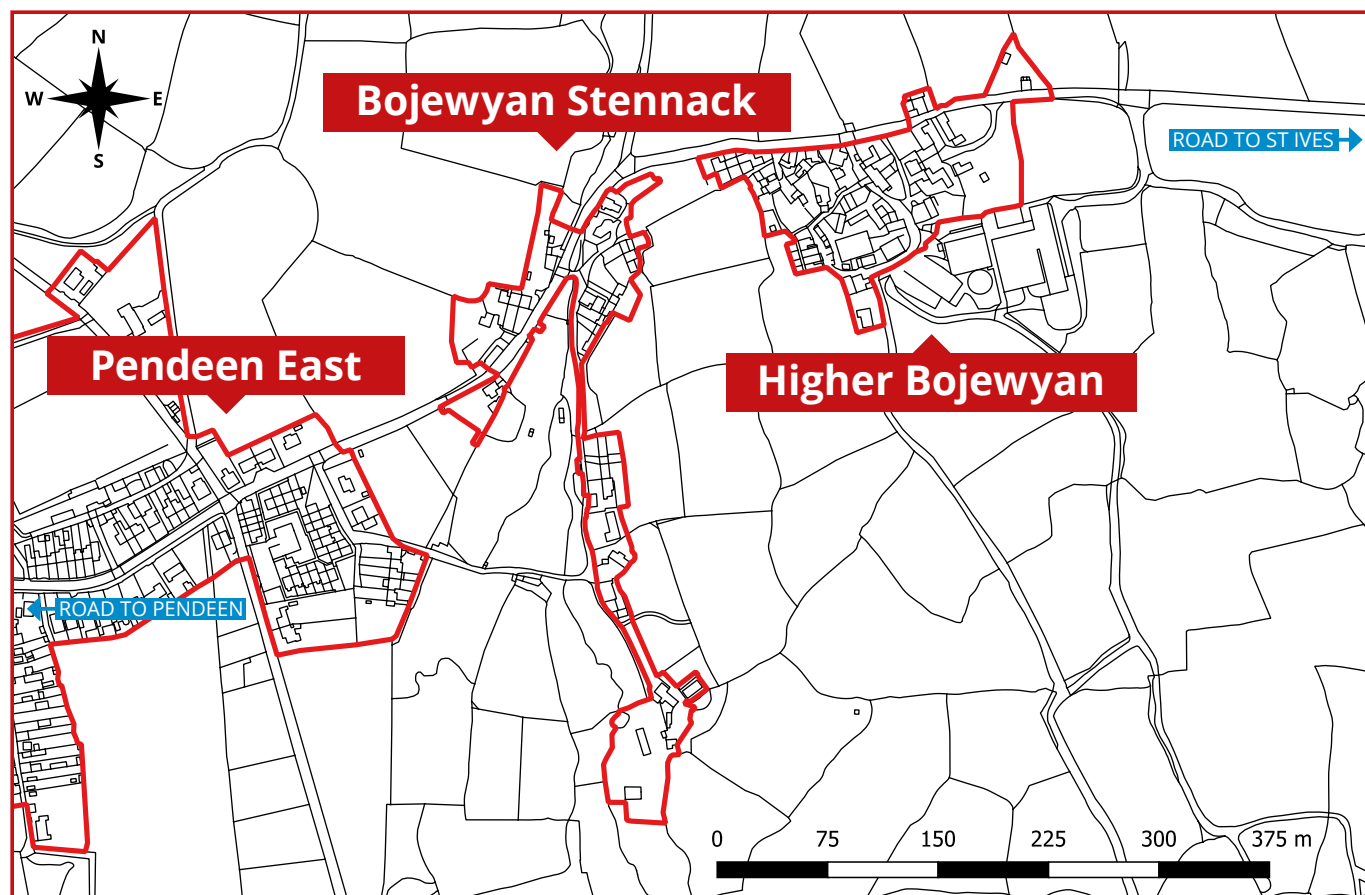 N
W E
S
Bojewyan Stennack
ROAD TO ST IVES
Pendeen East
Higher Bojewyan
ROAD TO PENDEEN
0 75 150 225 300 375 m